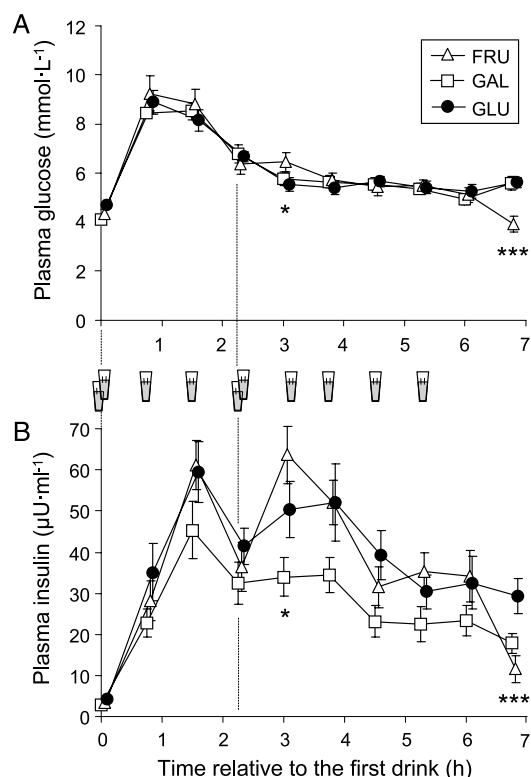 A
Plasma glucose (mmol·L-1)
12
10
8
6
4
2
0
FRU
GAL
GLU
*
***
0 1 2 3 4 5 6 7
B
Plasma insulin (µU·ml-1)
70
60
50
40
30
20
10
0
*
***
0 1 2 3 4 5 6 7
Time relative to the first drink (h)